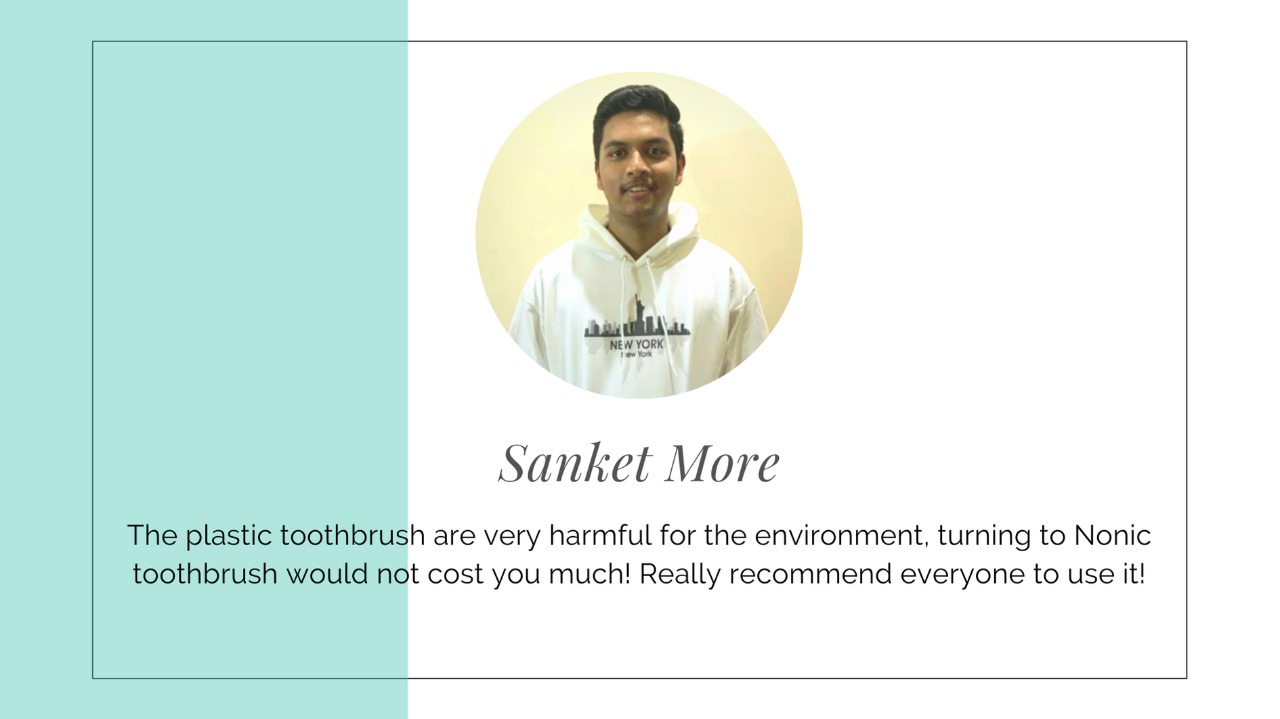 NEW YORK
New York
Sanket More
The plastic toothbrush are very harmful for the environment, turning to Nonic
toothbrush would not cost you much! Really recommend everyone to use it!